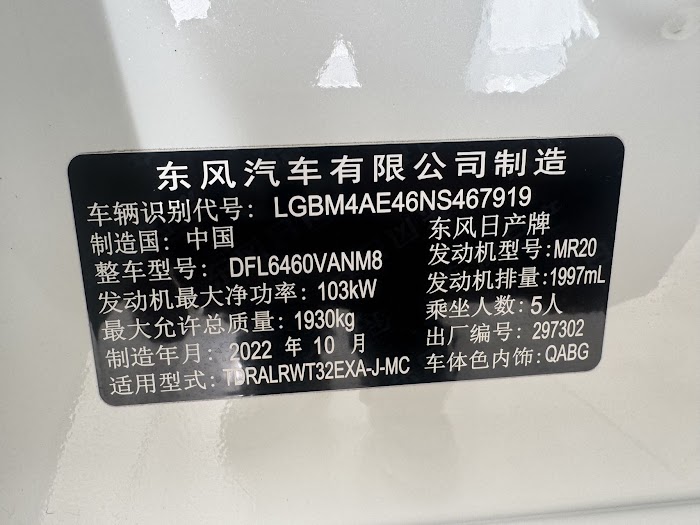 东风汽车有限公司制造
车辆识别代号: LGBM4AE46NS467919
制造国: 中国 东风日产牌
整车型号: DFL6460VANM8 发动机型号: MR20
发动机最大净功率: 103kW 发动机排量: 1997mL
最大允许总质量: 1930kg 乘坐人数: 5人
制造年月: 2022 年 10 月 出厂编号: 297302
适用型式: TDRALRWT32EXA-J-MC 车体色内饰: QABG